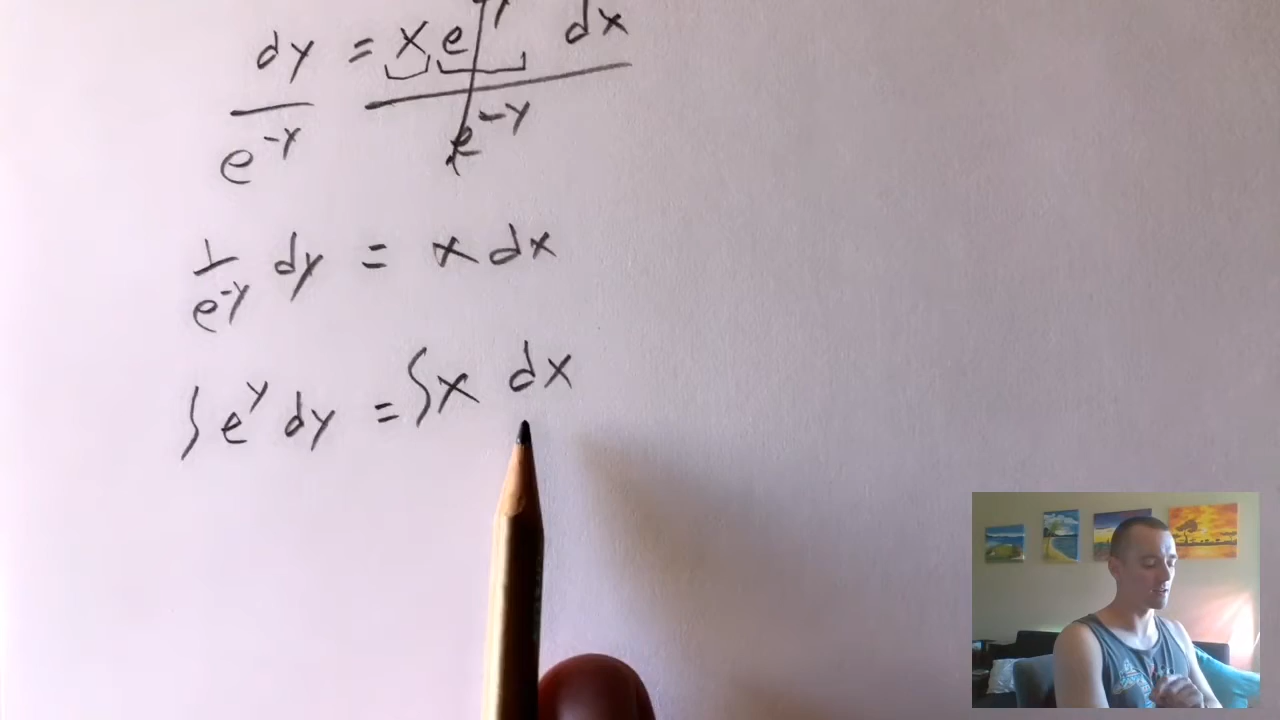 dy = x e^-y dx
e^-y e^-y
1/e^-y dy = x dx
∫ e^y dy = ∫ x dx